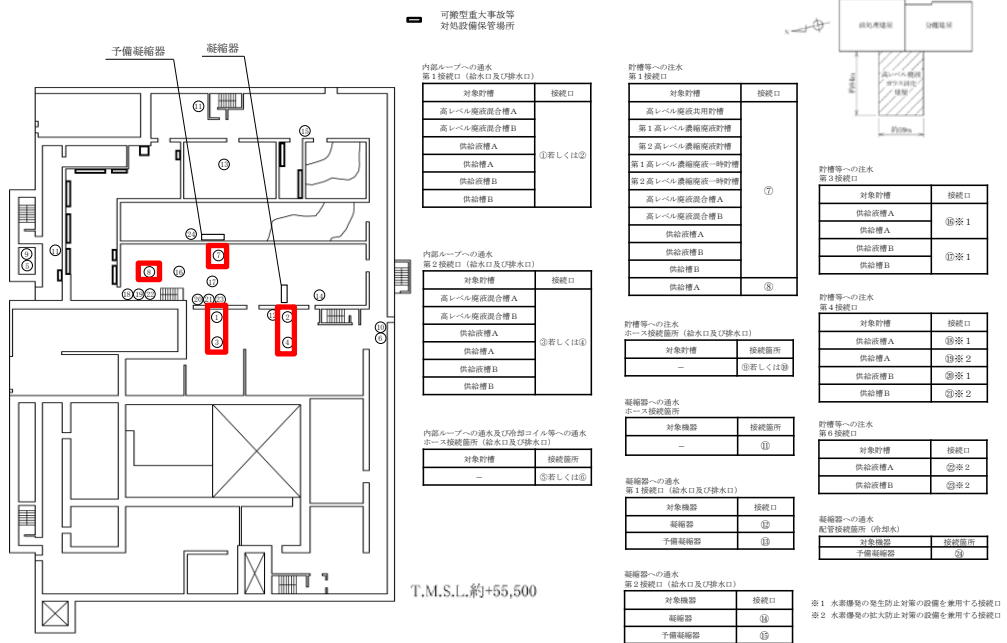 可搬型重大事故等
対処設備保管場所
予備凝縮器
凝縮器
⑪
⑮
⑬
㉔
⑦
⑧
⑯
⑰
⑨
⑤
⑪
⑱⑲㉒
⑳㉑㉓
⑭
①
③
⑫
②
④
⑩
⑥
T.M.S.L.約+55,500
内部ループへの通水
第1接続口(給水口及び排水口)
対象貯槽 接続口
高レベル廃液混合槽A
高レベル廃液混合槽B
供給液槽A
供給槽A
供給液槽B
供給槽B
①若しくは②
内部ループへの通水
第2接続口(給水口及び排水口)
対象貯槽 接続口
高レベル廃液混合槽A
高レベル廃液混合槽B
供給液槽A
供給槽A
供給液槽B
供給槽B
③若しくは④
内部ループへの通水及び冷却コイル等への通水
ホース接続箇所(給水口及び排水口)
対象貯槽 接続箇所
－ ⑤若しくは⑥
貯槽等への注水
第1接続口
対象貯槽 接続口
高レベル廃液共用貯槽
第1高レベル濃縮廃液貯槽
第2高レベル濃縮廃液貯槽
第1高レベル濃縮廃液一時貯槽
第2高レベル濃縮廃液一時貯槽
高レベル廃液混合槽A
高レベル廃液混合槽B
供給液槽A
供給液槽B
供給槽B
⑦
供給槽A ⑧
貯槽等への注水
ホース接続箇所(給水口及び排水口)
対象貯槽 接続箇所
－ ⑨若しくは⑩
凝縮器への通水
ホース接続箇所
対象機器 接続箇所
－ ⑪
凝縮器への通水
第1接続口(給水口及び排水口)
対象機器 接続口
凝縮器 ⑫
予備凝縮器 ⑬
凝縮器への通水
第2接続口(給水口及び排水口)
対象機器 接続口
凝縮器 ⑭
予備凝縮器 ⑮
N
前処理建屋
分離建屋
高レベル廃液
ガラス固化
建屋
貯槽等への注水
第3接続口
対象貯槽 接続口
供給液槽A
供給槽A
⑯※1
供給液槽B
供給槽B
⑰※1
貯槽等への注水
第4接続口
対象貯槽 接続口
供給液槽A ⑱※1
供給槽A ⑲※2
供給液槽B ⑳※1
供給槽B ㉑※2
貯槽等への注水
第6接続口
対象貯槽 接続口
供給液槽A ㉒※2
供給液槽B ㉓※2
凝縮器への通水
配管接続箇所(冷却水)
対象機器 接続箇所
予備凝縮器 ㉔
※1 水素爆発の発生防止対策の設備を兼用する接続口
※2 水素爆発の拡大防止対策の設備を兼用する接続口